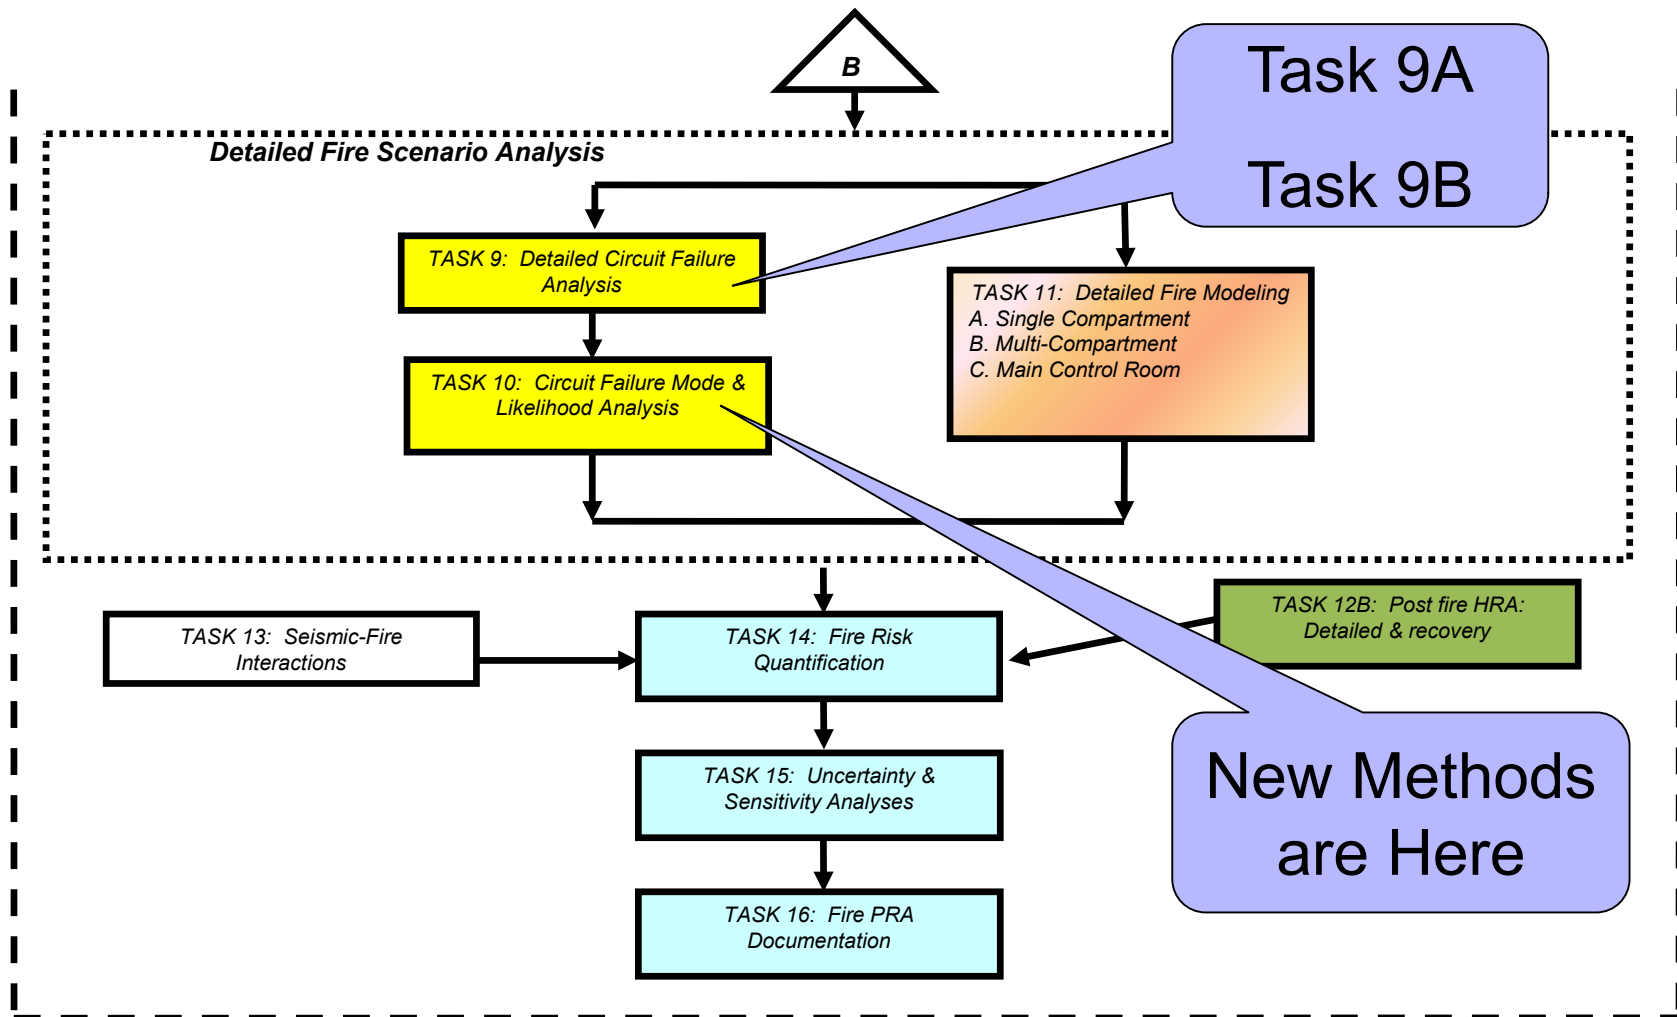 B
Task 9A
Task 9B
Detailed Fire Scenario Analysis
TASK 9:  Detailed Circuit Failure
Analysis
TASK 11:  Detailed Fire Modeling
A. Single Compartment
B. Multi-Compartment
C. Main Control Room
TASK 10:  Circuit Failure Mode &
Likelihood Analysis
TASK 13:  Seismic-Fire
Interactions
TASK 14:  Fire Risk
Quantification
TASK 12B:  Post fire HRA:
Detailed & recovery
TASK 15:  Uncertainty &
Sensitivity Analyses
New Methods
are Here
TASK 16:  Fire PRA
Documentation